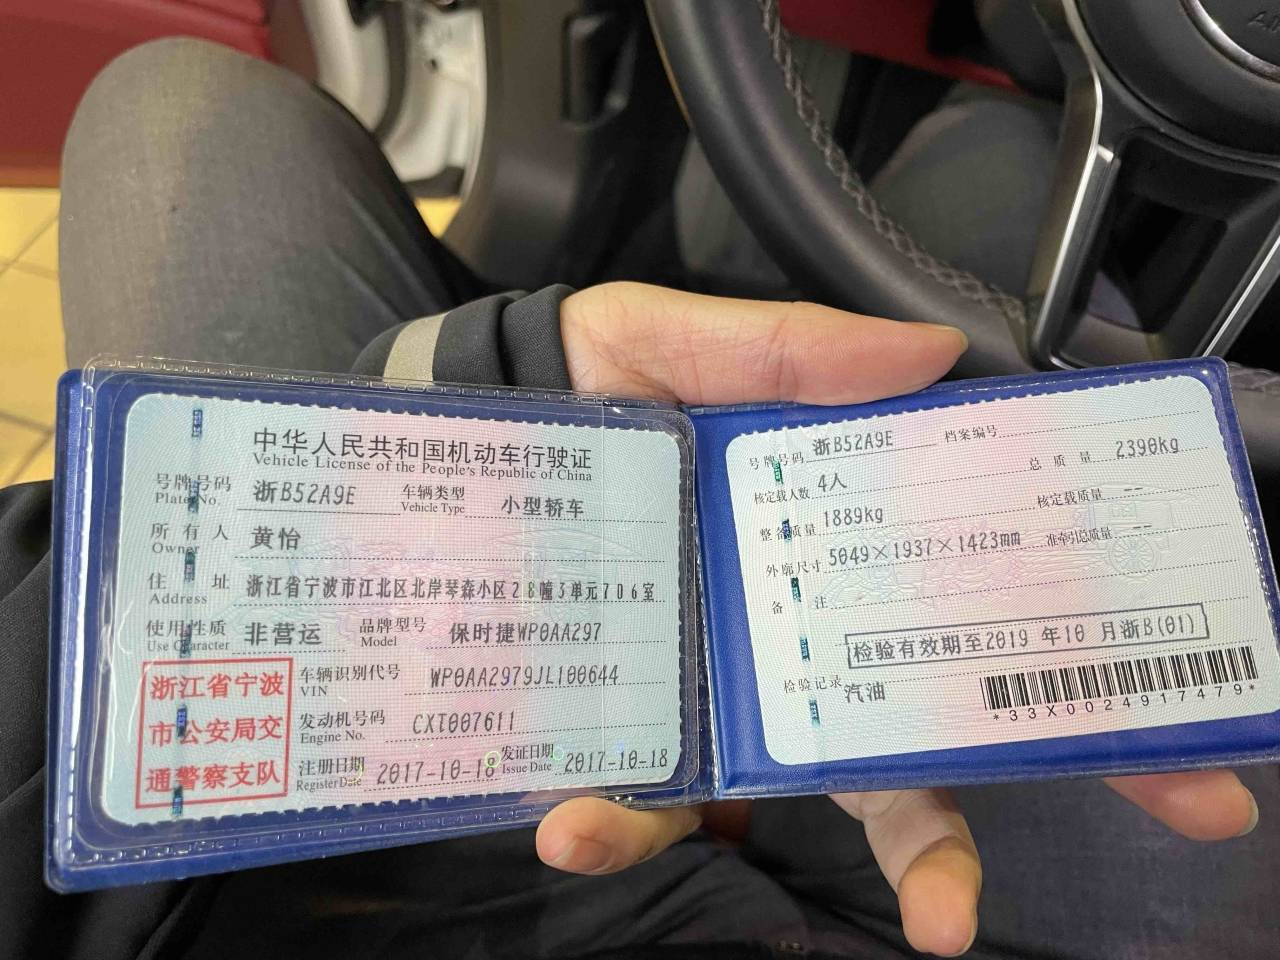 中华人民共和国机动车行驶证
Vehicle License of the People's Republic of China
号牌号码 浙B52A9E 车辆类型 小型轿车
Plate No. Vehicle Type
所有人 黄怡
Owner
住址 浙江省宁波市江北区北岸琴森小区28幢3单元706室
Address
使用性质 非营运 品牌型号 保时捷WP0AA297
Use Character Model
浙江省宁波
市公安局交
通警察支队
车辆识别代号 WP0AA2979JL100644
VIN
发动机号码 CXT007611
Engine No.
注册日期 2017-10-18 发证日期 2017-10-18
Register Date Issue Date
号牌号码 浙B52A9E 档案编号
核定载人数 4人 总质量 2390kg
整备质量 1889kg 核定载质量 --
外廓尺寸 5049×1937×1423mm 准牵引总质量 --
备注
检验有效期至2019 年10 月浙B(01)
检验记录 汽油
*33X0024917479*